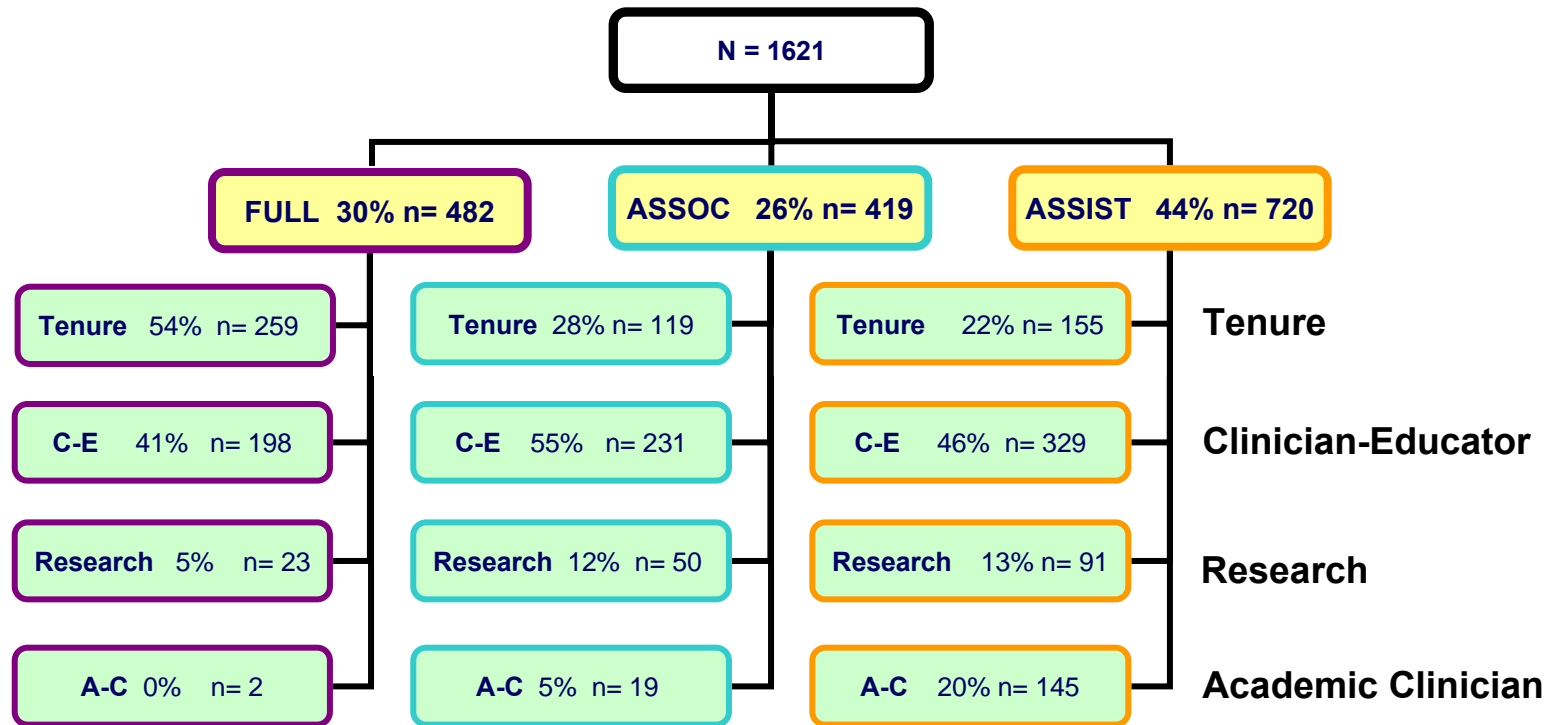 N = 1621
FULL 30% n= 482
ASSOC 26% n= 419
ASSIST 44% n= 720
Tenure 54% n= 259
Tenure 28% n= 119
Tenure 22% n= 155
Tenure
C-E 41% n= 198
C-E 55% n= 231
C-E 46% n= 329
Clinician-Educator
Research 5% n= 23
Research 12% n= 50
Research 13% n= 91
Research
A-C 0% n= 2
A-C 5% n= 19
A-C 20% n= 145
Academic Clinician